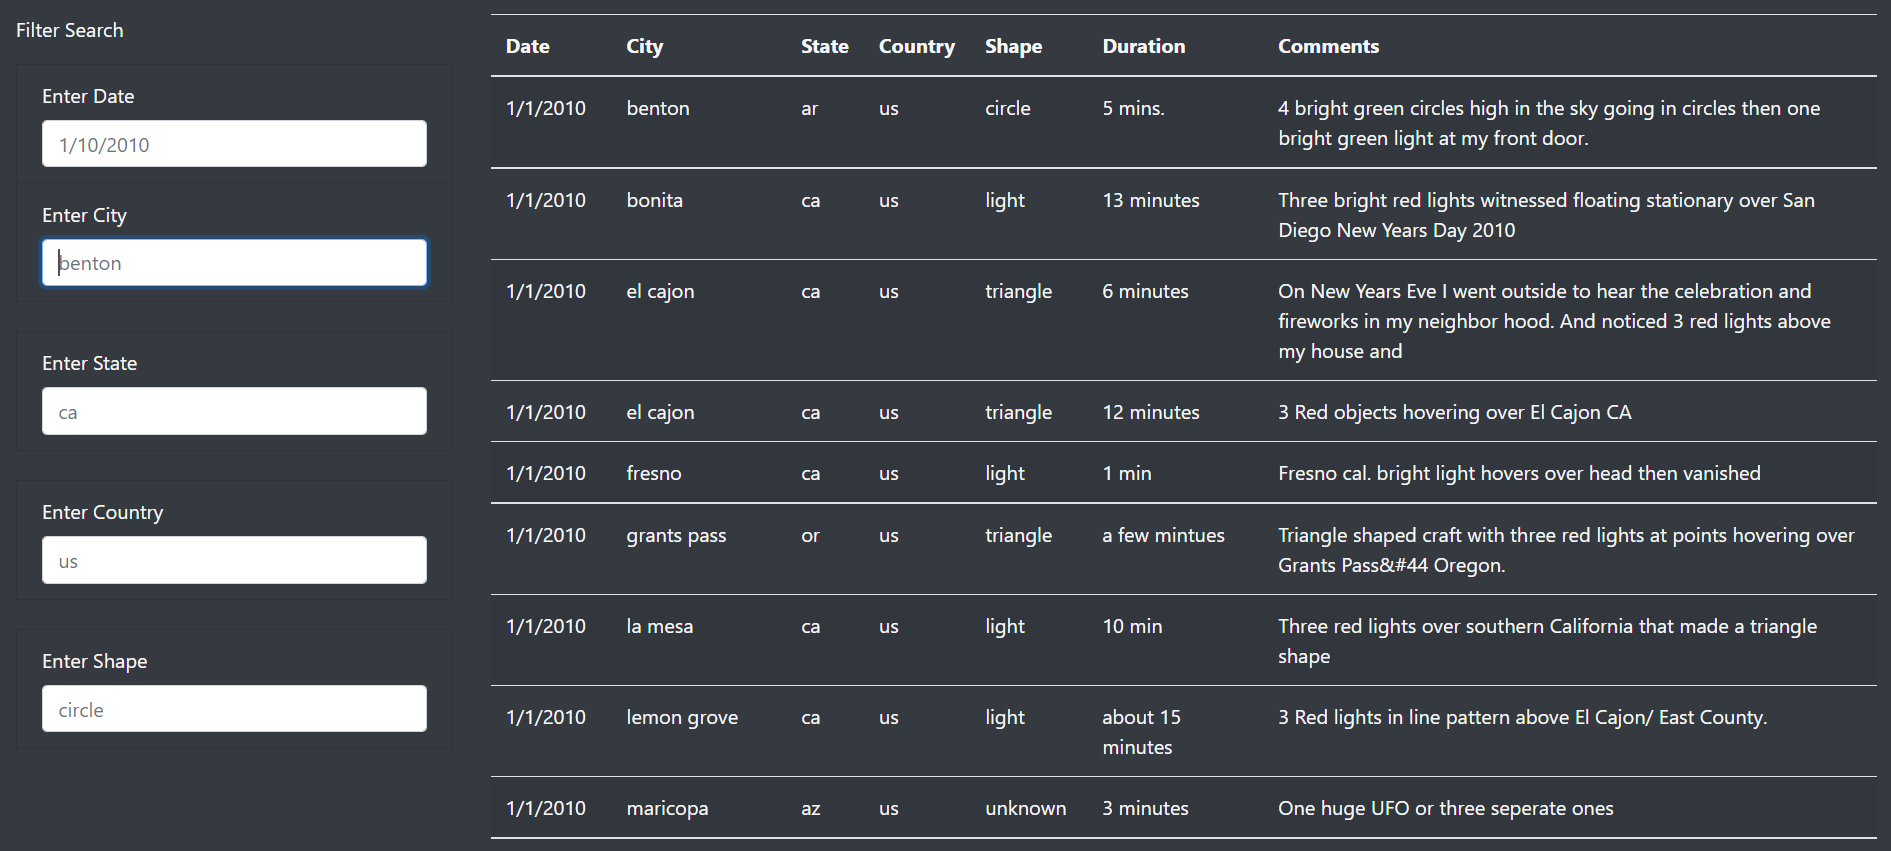 Filter Search
Enter Date
1/10/2010
Enter City
benton
Enter State
ca
Enter Country
us
Enter Shape
circle
Date City State Country Shape Duration Comments
1/1/2010 benton ar us circle 5 mins. 4 bright green circles high in the sky going in circles then one
bright green light at my front door.
1/1/2010 bonita ca us light 13 minutes Three bright red lights witnessed floating stationary over San
Diego New Years Day 2010
1/1/2010 el cajon ca us triangle 6 minutes On New Years Eve I went outside to hear the celebration and
fireworks in my neighbor hood. And noticed 3 red lights above
my house and
1/1/2010 el cajon ca us triangle 12 minutes 3 Red objects hovering over El Cajon CA
1/1/2010 fresno ca us light 1 min Fresno cal. bright light hovers over head then vanished
1/1/2010 grants pass or us triangle a few mintues Triangle shaped craft with three red lights at points hovering over
Grants Pass&#44 Oregon.
1/1/2010 la mesa ca us light 10 min Three red lights over southern California that made a triangle
shape
1/1/2010 lemon grove ca us light about 15 3 Red lights in line pattern above El Cajon/ East County.
minutes
1/1/2010 maricopa az us unknown 3 minutes One huge UFO or three seperate ones